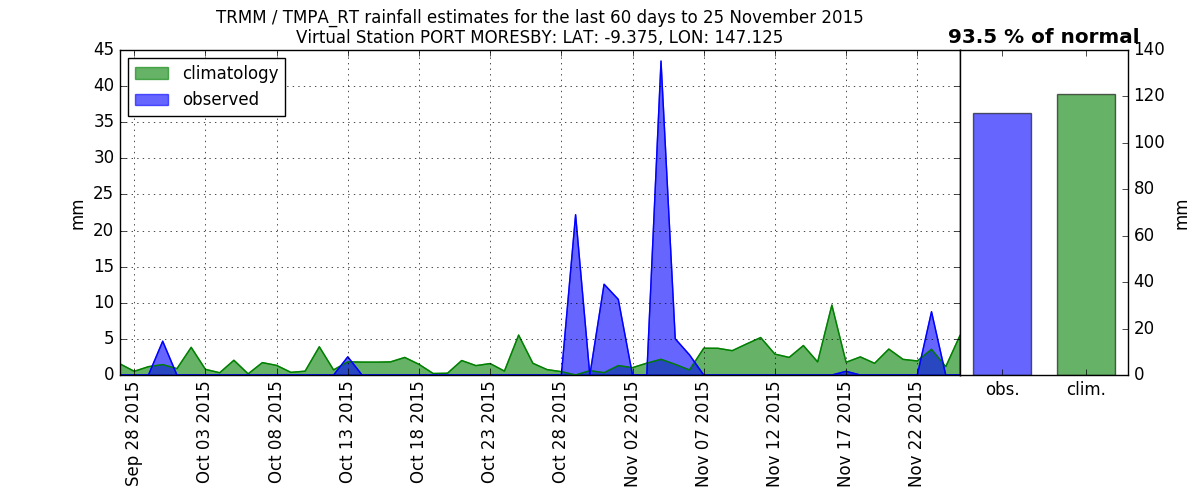 TRMM / TMPA_RT rainfall estimates for the last 60 days to 25 November 2015
Virtual Station PORT MORESBY: LAT: -9.375, LON: 147.125
93.5 % of normal
climatology
observed
45
40
35
30
25
20
15
10
5
0
mm
Sep 28 2015
Oct 03 2015
Oct 08 2015
Oct 13 2015
Oct 18 2015
Oct 23 2015
Oct 28 2015
Nov 02 2015
Nov 07 2015
Nov 12 2015
Nov 17 2015
Nov 22 2015
obs.
clim.
140
120
100
80
60
40
20
0
mm